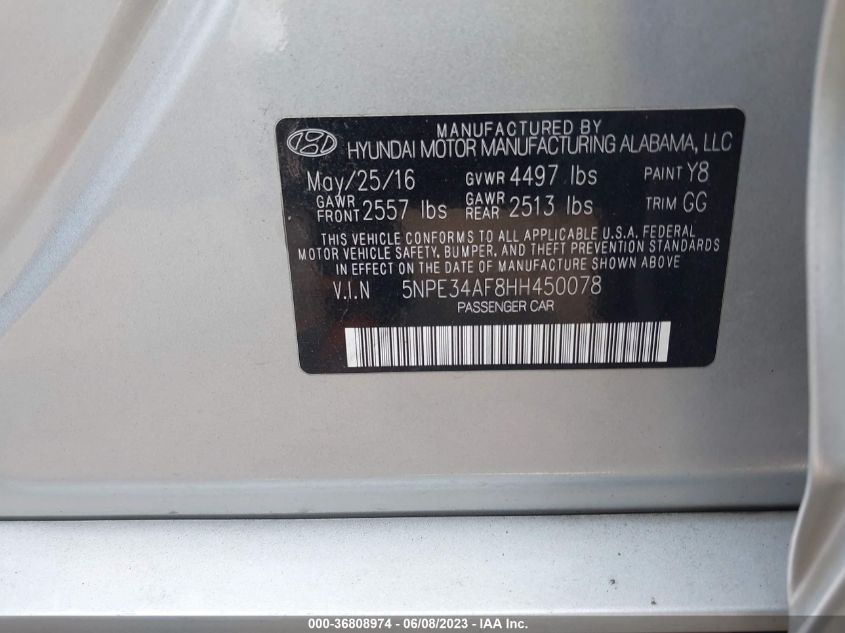 MANUFACTURED BY
HYUNDAI MOTOR MANUFACTURING ALABAMA, LLC
May/25/16 GVWR 4497 lbs PAINT Y8
GAWR FRONT 2557 lbs GAWR REAR 2513 lbs TRIM GG
THIS VEHICLE CONFORMS TO ALL APPLICABLE U.S.A. FEDERAL
MOTOR VEHICLE SAFETY, BUMPER, AND THEFT PREVENTION STANDARDS
IN EFFECT ON THE DATE OF MANUFACTURE SHOWN ABOVE
V.I.N 5NPE34AF8HH450078
PASSENGER CAR
000-36808974 - 06/08/2023 - Copyright © IAA, Inc.